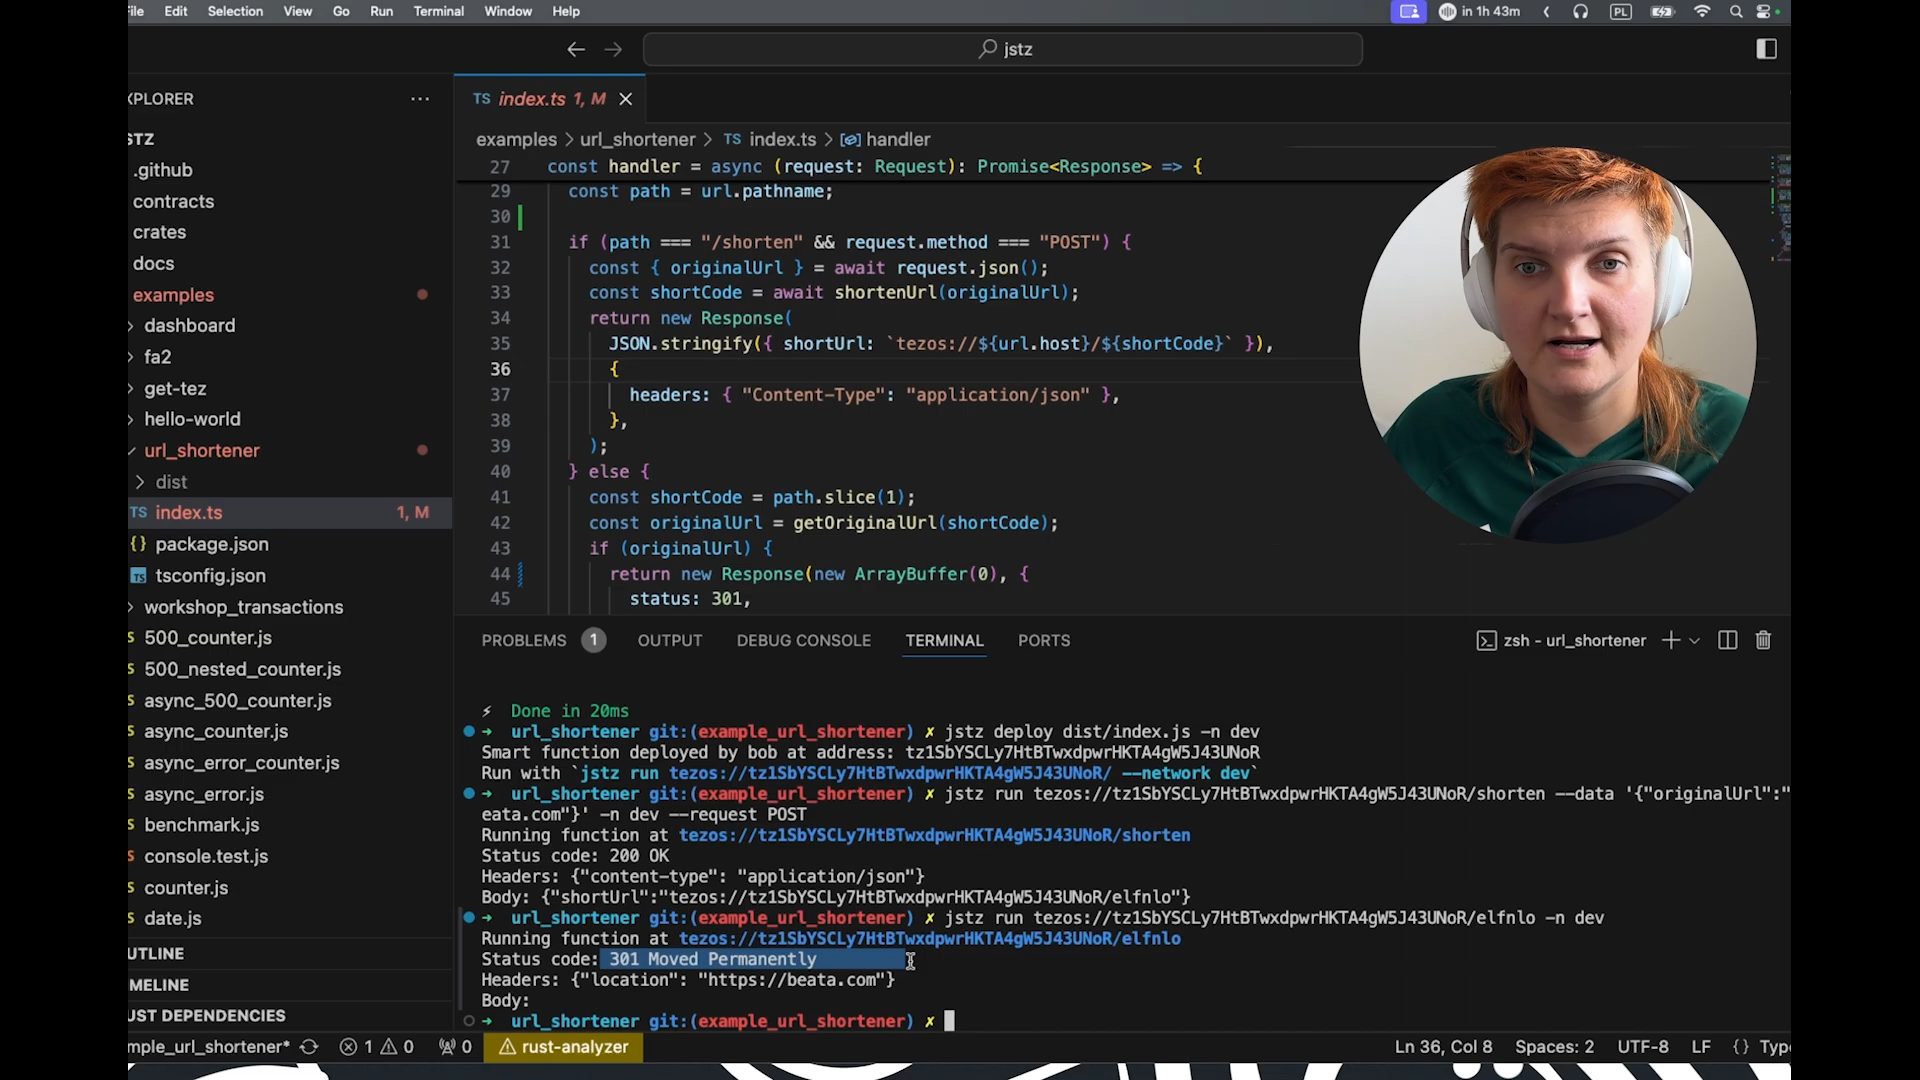 File Edit Selection View Go Run Terminal Window Help
in 1h 43m
PL
jstz
XPLORER
TS index.ts 1, M
STZ
.github
contracts
crates
docs
examples
dashboard
fa2
get-tez
hello-world
url_shortener
dist
TS index.ts 1, M
{} package.json
TS tsconfig.json
workshop_transactions
500_counter.js
500_nested_counter.js
async_500_counter.js
async_counter.js
async_error_counter.js
async_error.js
benchmark.js
console.test.js
counter.js
date.js
UTLINE
MELINE
UST DEPENDENCIES
examples > url_shortener > TS index.ts > handler
27 const handler = async (request: Request): Promise<Response> => {
29 const path = url.pathname;
30
31 if (path === "/shorten" && request.method === "POST") {
32 const { originalUrl } = await request.json();
33 const shortCode = await shortenUrl(originalUrl);
34 return new Response(
35 JSON.stringify({ shortUrl: `tezos://${url.host}/${shortCode}` }),
36 {
37 headers: { "Content-Type": "application/json" },
38 },
39 );
40 } else {
41 const shortCode = path.slice(1);
42 const originalUrl = getOriginalUrl(shortCode);
43 if (originalUrl) {
44 return new Response(new ArrayBuffer(0), {
45 status: 301,
PROBLEMS 1 OUTPUT DEBUG CONSOLE TERMINAL PORTS
zsh - url_shortener
⚡ Done in 20ms
➜ url_shortener git:(example_url_shortener) ✗ jstz deploy dist/index.js -n dev
Smart function deployed by bob at address: tz1SbYSCLy7HtBTwxdpwrHKTA4gW5J43UNoR
Run with `jstz run tezos://tz1SbYSCLy7HtBTwxdpwrHKTA4gW5J43UNoR/ --network dev`
➜ url_shortener git:(example_url_shortener) ✗ jstz run tezos://tz1SbYSCLy7HtBTwxdpwrHKTA4gW5J43UNoR/shorten --data '{"originalUrl":"
eata.com"}' -n dev --request POST
Running function at tezos://tz1SbYSCLy7HtBTwxdpwrHKTA4gW5J43UNoR/shorten
Status code: 200 OK
Headers: {"content-type": "application/json"}
Body: {"shortUrl":"tezos://tz1SbYSCLy7HtBTwxdpwrHKTA4gW5J43UNoR/elfnlo"}
➜ url_shortener git:(example_url_shortener) ✗ jstz run tezos://tz1SbYSCLy7HtBTwxdpwrHKTA4gW5J43UNoR/elfnlo -n dev
Running function at tezos://tz1SbYSCLy7HtBTwxdpwrHKTA4gW5J43UNoR/elfnlo
Status code: 301 Moved Permanently
Headers: {"location": "https://beata.com"}
Body:
➜ url_shortener git:(example_url_shortener) ✗
mple_url_shortener* 1 0 0 rust-analyzer
Ln 36, Col 8 Spaces: 2 UTF-8 LF {} Type